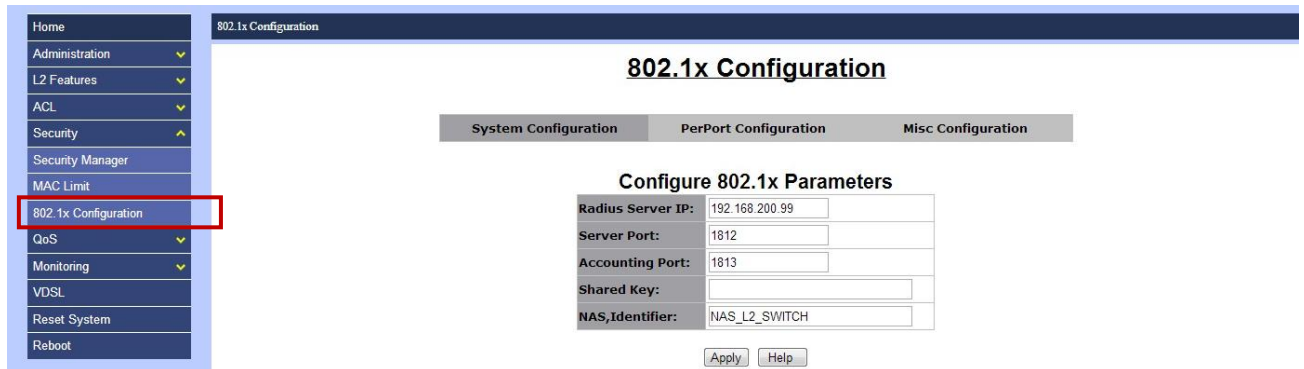 Home
Administration
L2 Features
ACL
Security
Security Manager
MAC Limit
802.1x Configuration
QoS
Monitoring
VDSL
Reset System
Reboot
802.1x Configuration
802.1x Configuration
System Configuration PerPort Configuration Misc Configuration
Configure 802.1x Parameters
Radius Server IP: 192.168.200.99
Server Port: 1812
Accounting Port: 1813
Shared Key:
NAS,Identifier: NAS_L2_SWITCH
Apply Help